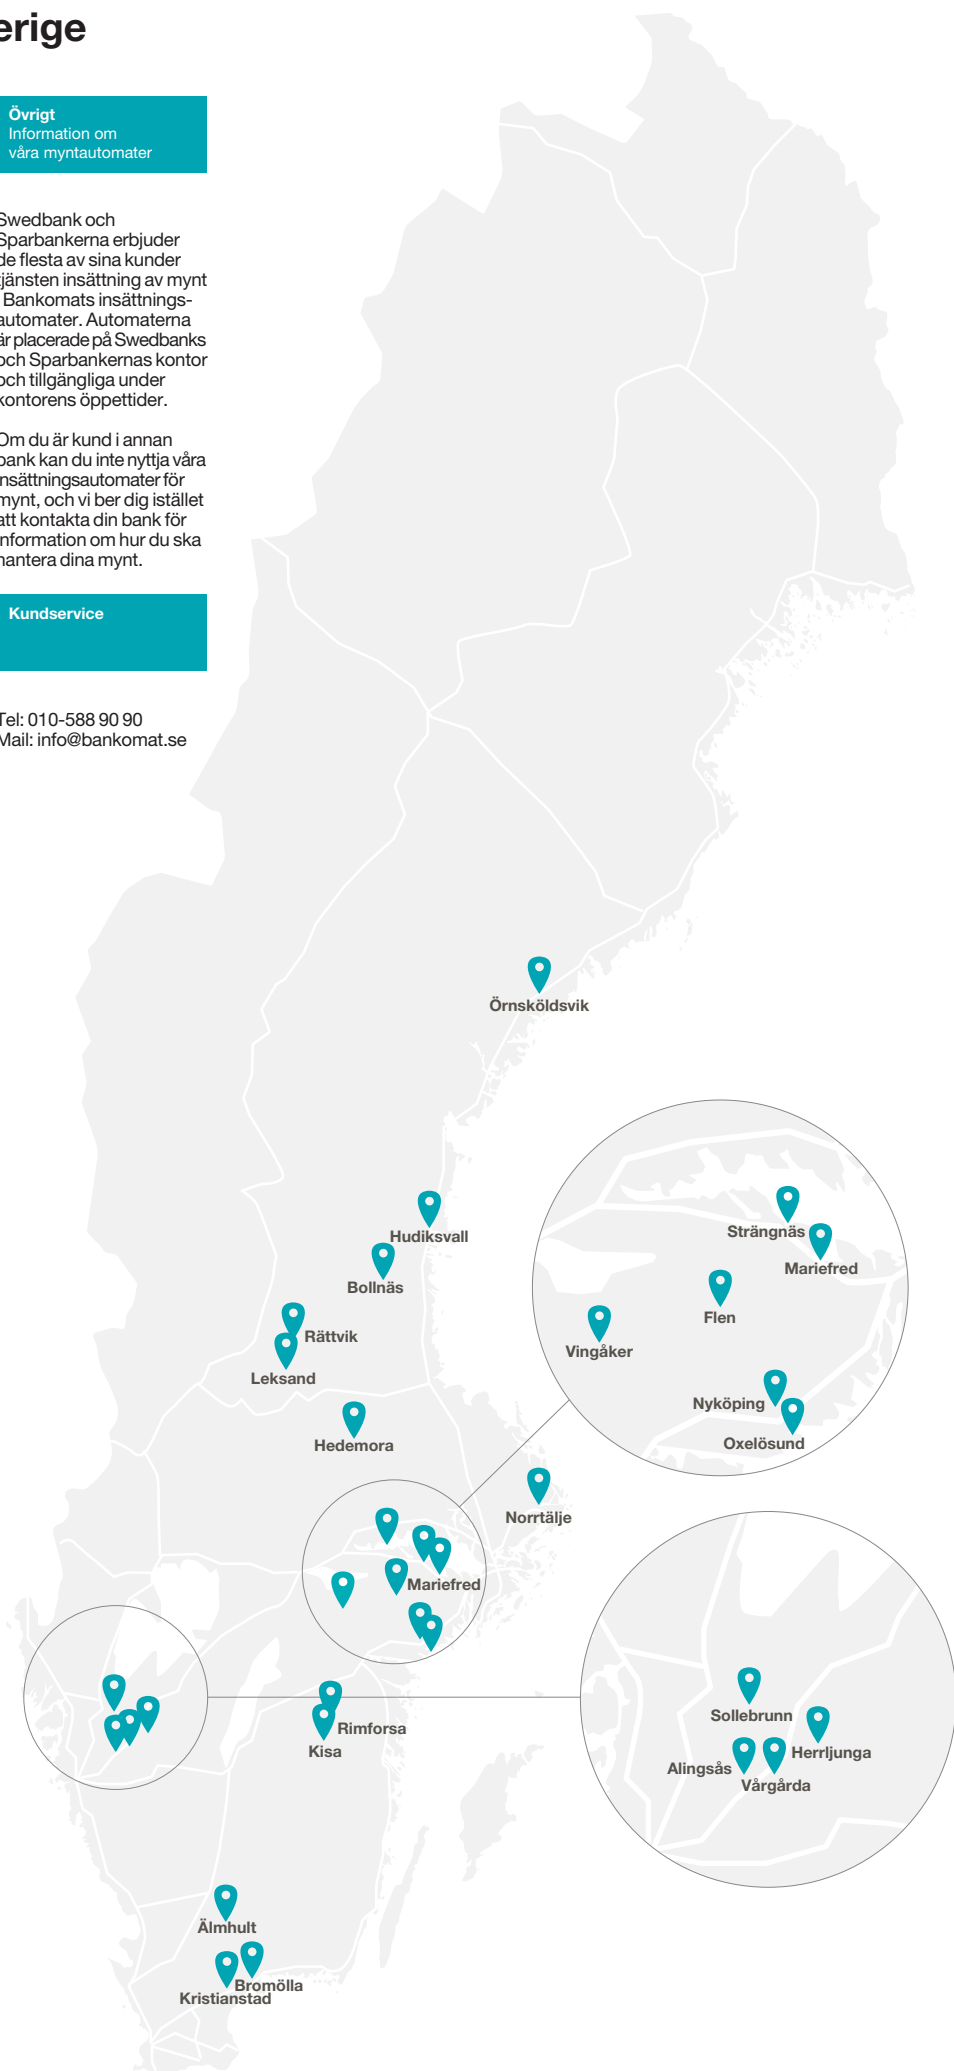 erige
Övrigt
Information om
våra myntautomater
Swedbank och
Sparbankerna erbjuder
de flesta av sina kunder
tjänsten insättning av mynt
Bankomats insättnings-
automater. Automaterna
är placerade på Swedbanks
och Sparbankernas kontor
och tillgängliga under
kontorens öppettider.
Om du är kund i annan
bank kan du inte nyttja våra
insättningsautomater för
mynt, och vi ber dig istället
att kontakta din bank för
information om hur du ska
hantera dina mynt.
Kundservice
Tel: 010-588 90 90
Mail: info@bankomat.se
Örnsköldsvik
Hudiksvall
Bollnäs
Rättvik
Leksand
Hedemora
Norrtälje
Mariefred
Strängnäs
Mariefred
Flen
Vingåker
Nyköping
Oxelösund
Rimforsa
Kisa
Sollebrunn
Herrljunga
Alingsås
Vårgårda
Älmhult
Bromölla
Kristianstad